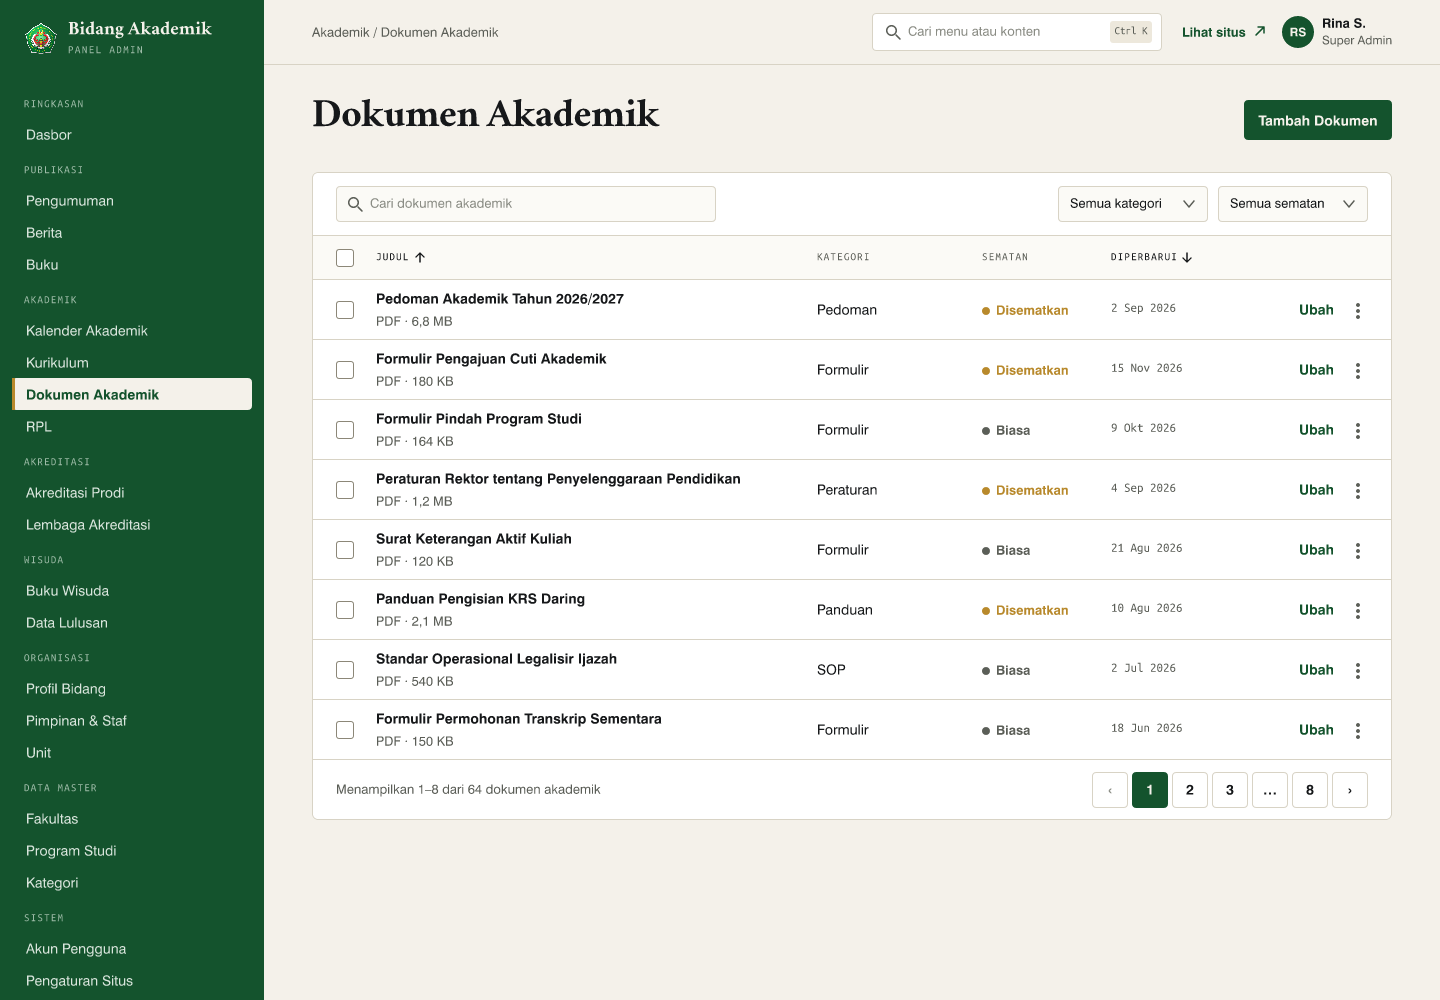 Bidang Akademik
PANEL ADMIN
RINGKASAN
Dasbor
PUBLIKASI
Pengumuman
Berita
Buku
AKADEMIK
Kalender Akademik
Kurikulum
Dokumen Akademik
RPL
AKREDITASI
Akreditasi Prodi
Lembaga Akreditasi
WISUDA
Buku Wisuda
Data Lulusan
ORGANISASI
Profil Bidang
Pimpinan & Staf
Unit
DATA MASTER
Fakultas
Program Studi
Kategori
SISTEM
Akun Pengguna
Pengaturan Situs
Akademik / Dokumen Akademik
Cari menu atau konten Ctrl K
Lihat situs
RS
Rina S.
Super Admin
Dokumen Akademik
Tambah Dokumen
Cari dokumen akademik
Semua kategori
Semua sematan
JUDUL KATEGORI SEMATAN DIPERBARUI
Pedoman Akademik Tahun 2026/2027
PDF · 6,8 MB
Pedoman Disematkan 2 Sep 2026 Ubah
Formulir Pengajuan Cuti Akademik
PDF · 180 KB
Formulir Disematkan 15 Nov 2026 Ubah
Formulir Pindah Program Studi
PDF · 164 KB
Formulir Biasa 9 Okt 2026 Ubah
Peraturan Rektor tentang Penyelenggaraan Pendidikan
PDF · 1,2 MB
Peraturan Disematkan 4 Sep 2026 Ubah
Surat Keterangan Aktif Kuliah
PDF · 120 KB
Formulir Biasa 21 Agu 2026 Ubah
Panduan Pengisian KRS Daring
PDF · 2,1 MB
Panduan Disematkan 10 Agu 2026 Ubah
Standar Operasional Legalisir Ijazah
PDF · 540 KB
SOP Biasa 2 Jul 2026 Ubah
Formulir Permohonan Transkrip Sementara
PDF · 150 KB
Formulir Biasa 18 Jun 2026 Ubah
Menampilkan 1–8 dari 64 dokumen akademik
‹ 1 2 3 … 8 ›